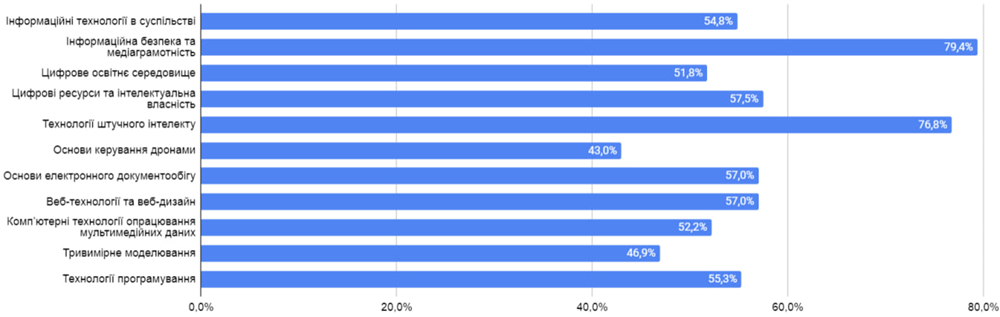 Інформаційні технології в суспільстві
54,8%
Інформаційна безпека та
медіаграмотність
79,4%
Цифрове освітнє середовище
51,8%
Цифрові ресурси та інтелектуальна
власність
57,5%
Технології штучного інтелекту
76,8%
Основи керування дронами
43,0%
Основи електронного документообігу
57,0%
Веб-технології та веб-дизайн
57,0%
Комп`ютерні технології опрацювання
мультимедійних даних
52,2%
Тривимірне моделювання
46,9%
Технології програмування
55,3%
0,0% 20,0% 40,0% 60,0% 80,0%